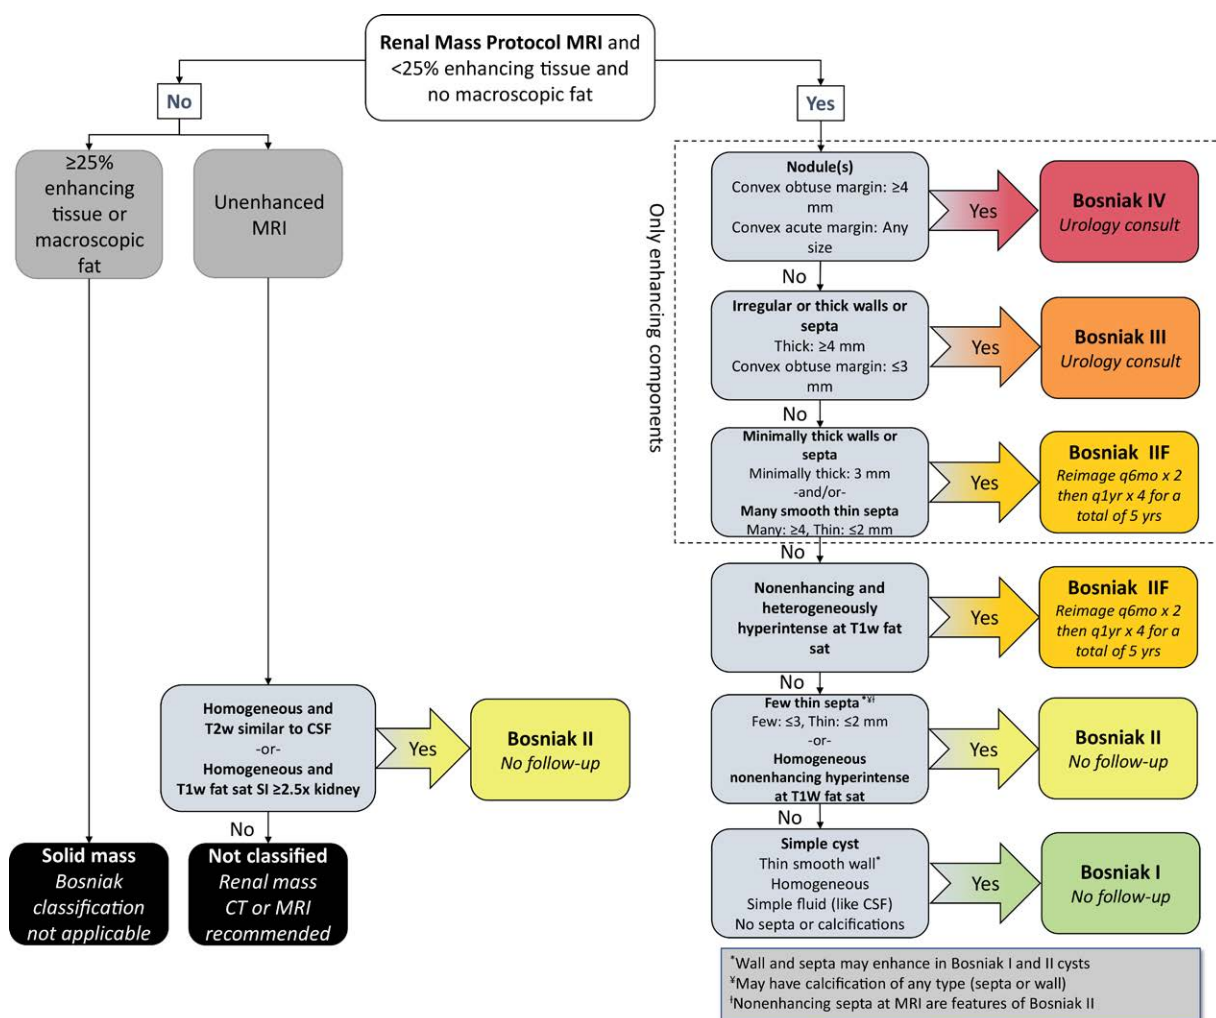 Renal Mass Protocol MRI and
<25% enhancing tissue and
no macroscopic fat
No
Yes
≥25%
enhancing
tissue or
macroscopic
fat
Unenhanced
MRI
Only enhancing components
Nodule(s)
Convex obtuse margin: ≥4
mm
Convex acute margin: Any
size
Yes
Bosniak IV
Urology consult
No
Irregular or thick walls or
septa
Thick: ≥4 mm
Convex obtuse margin: ≤3
mm
Yes
Bosniak III
Urology consult
No
Minimally thick walls or
septa
Minimally thick: 3 mm
-and/or-
Many smooth thin septa
Many: ≥4, Thin: ≤2 mm
Yes
Bosniak IIF
Reimage q6mo x 2
then q1yr x 4 for a
total of 5 yrs
No
Nonenhancing and
heterogeneously
hyperintense at T1w fat
sat
Yes
Bosniak IIF
Reimage q6mo x 2
then q1yr x 4 for a
total of 5 yrs
No
Homogeneous and
T2w similar to CSF
-or-
Homogeneous and
T1w fat sat SI ≥2.5x kidney
Yes
Bosniak II
No follow-up
Few thin septa*¥ƚ
Few: ≤3, Thin: ≤2 mm
-or-
Homogeneous
nonenhancing hyperintense
at T1W fat sat
Yes
Bosniak II
No follow-up
No
No
Solid mass
Bosniak
classification
not applicable
Not classified
Renal mass
CT or MRI
recommended
Simple cyst
Thin smooth wall*
Homogeneous
Simple fluid (like CSF)
No septa or calcifications
Yes
Bosniak I
No follow-up
*Wall and septa may enhance in Bosniak I and II cysts
¥May have calcification of any type (septa or wall)
ƚNonenhancing septa at MRI are features of Bosniak II